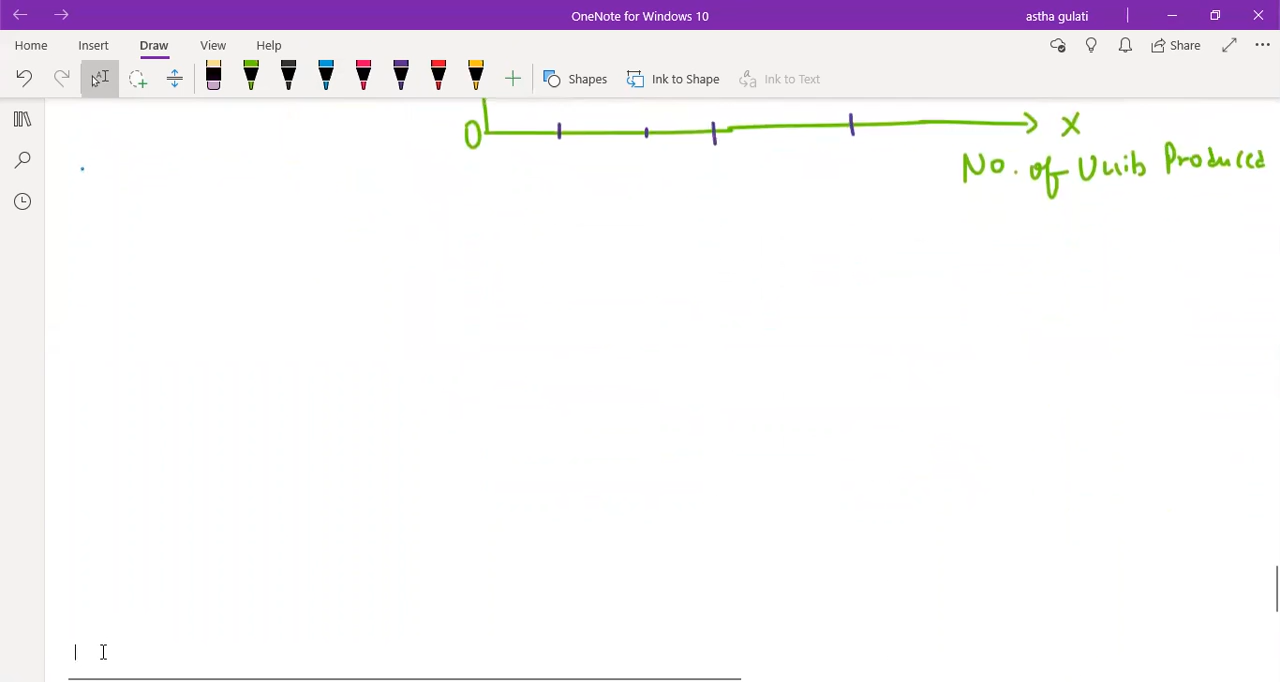 OneNote for Windows 10
astha gulati
Home
Insert
Draw
View
Help
Share
Shapes
Ink to Shape
Ink to Text
0
X
No. of Units Produced